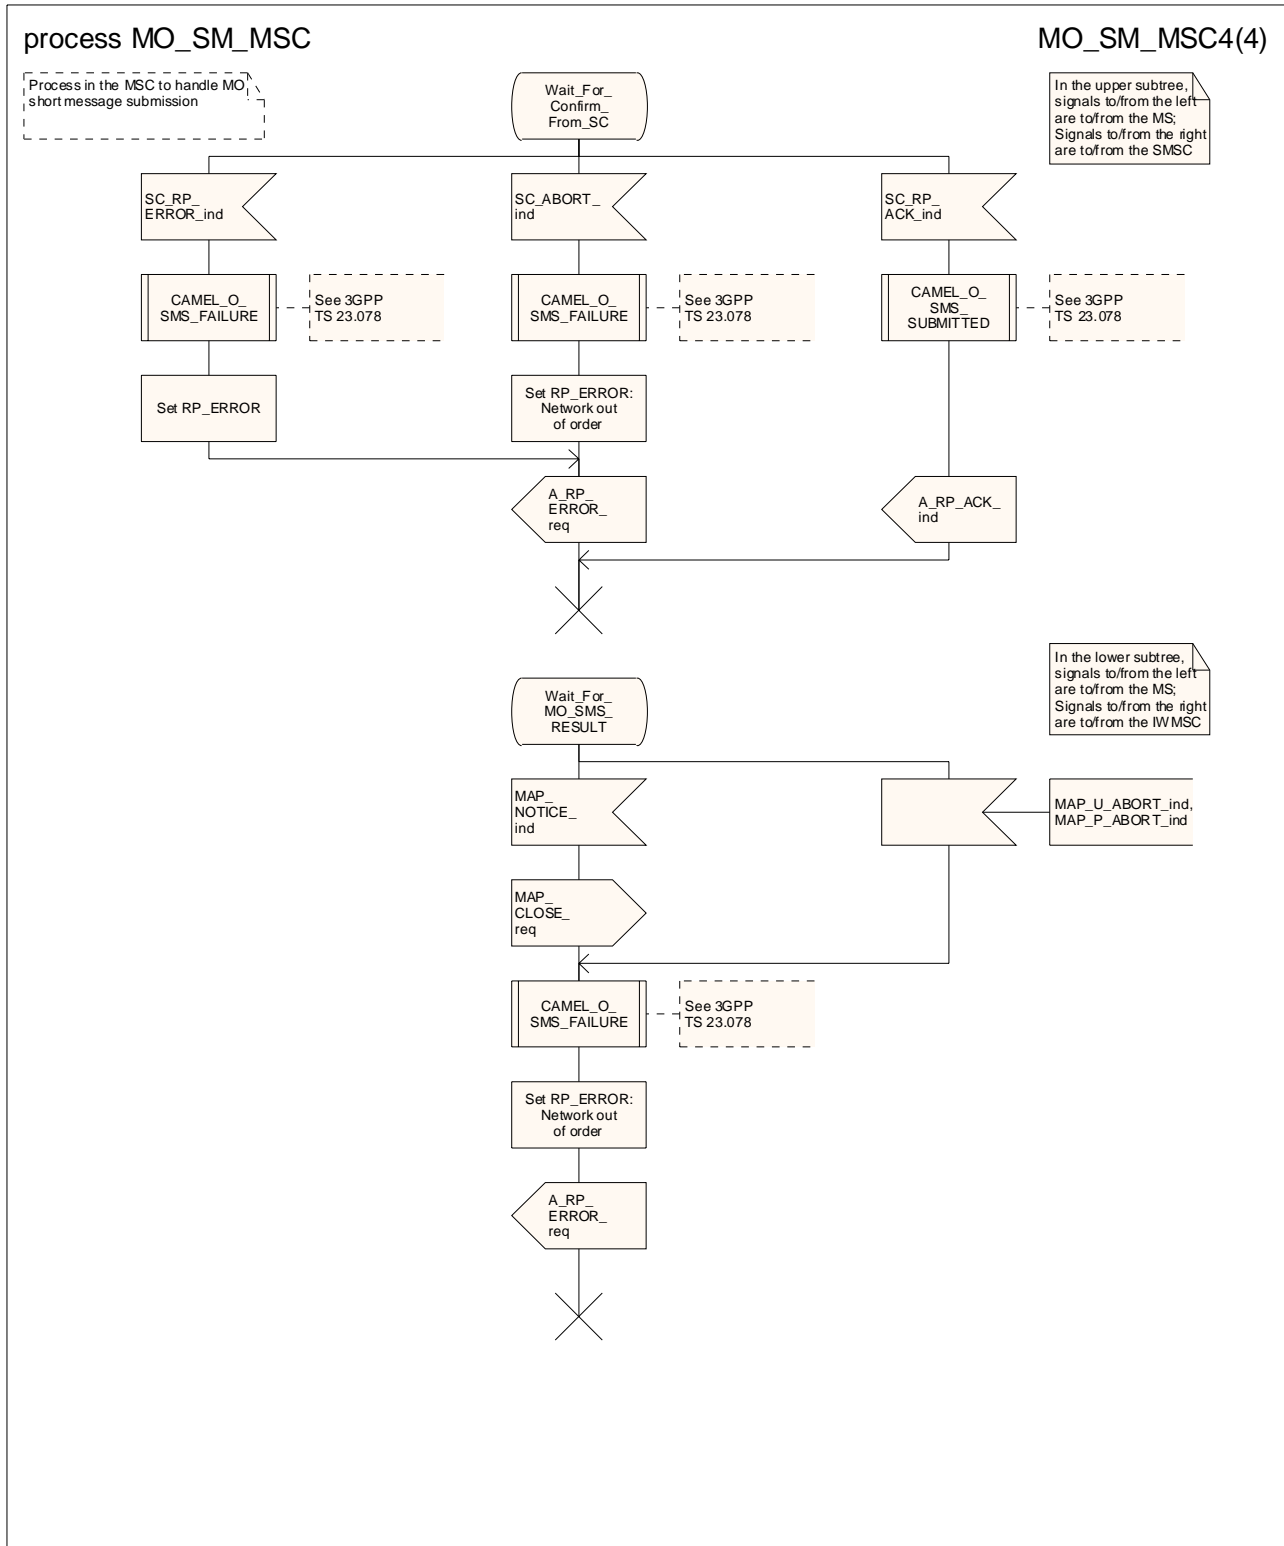 process MO_SM_MSC
MO_SM_MSC4(4)
Process in the MSC to handle MO
short message submission
Wait_For_
Confirm_
From_SC
In the upper subtree,
signals to/from the left
are to/from the MS;
Signals to/from the right
are to/from the SMSC
SC_RP_
ERROR_ind
SC_ABORT_
ind
SC_RP_
ACK_ind
CAMEL_O_
SMS_FAILURE
See 3GPP
TS 23.078
CAMEL_O_
SMS_FAILURE
See 3GPP
TS 23.078
CAMEL_O_
SMS_
SUBMITTED
See 3GPP
TS 23.078
Set RP_ERROR
Set RP_ERROR:
Network out
of order
A_RP_
ERROR_
req
A_RP_ACK_
ind
In the lower subtree,
signals to/from the left
are to/from the MS;
Signals to/from the right
are to/from the IWMSC
Wait_For_
MO_SMS_
RESULT
MAP_
NOTICE_
ind
MAP_U_ABORT_ind,
MAP_P_ABORT_ind
MAP_
CLOSE_
req
CAMEL_O_
SMS_FAILURE
See 3GPP
TS 23.078
Set RP_ERROR:
Network out
of order
A_RP_
ERROR_
req